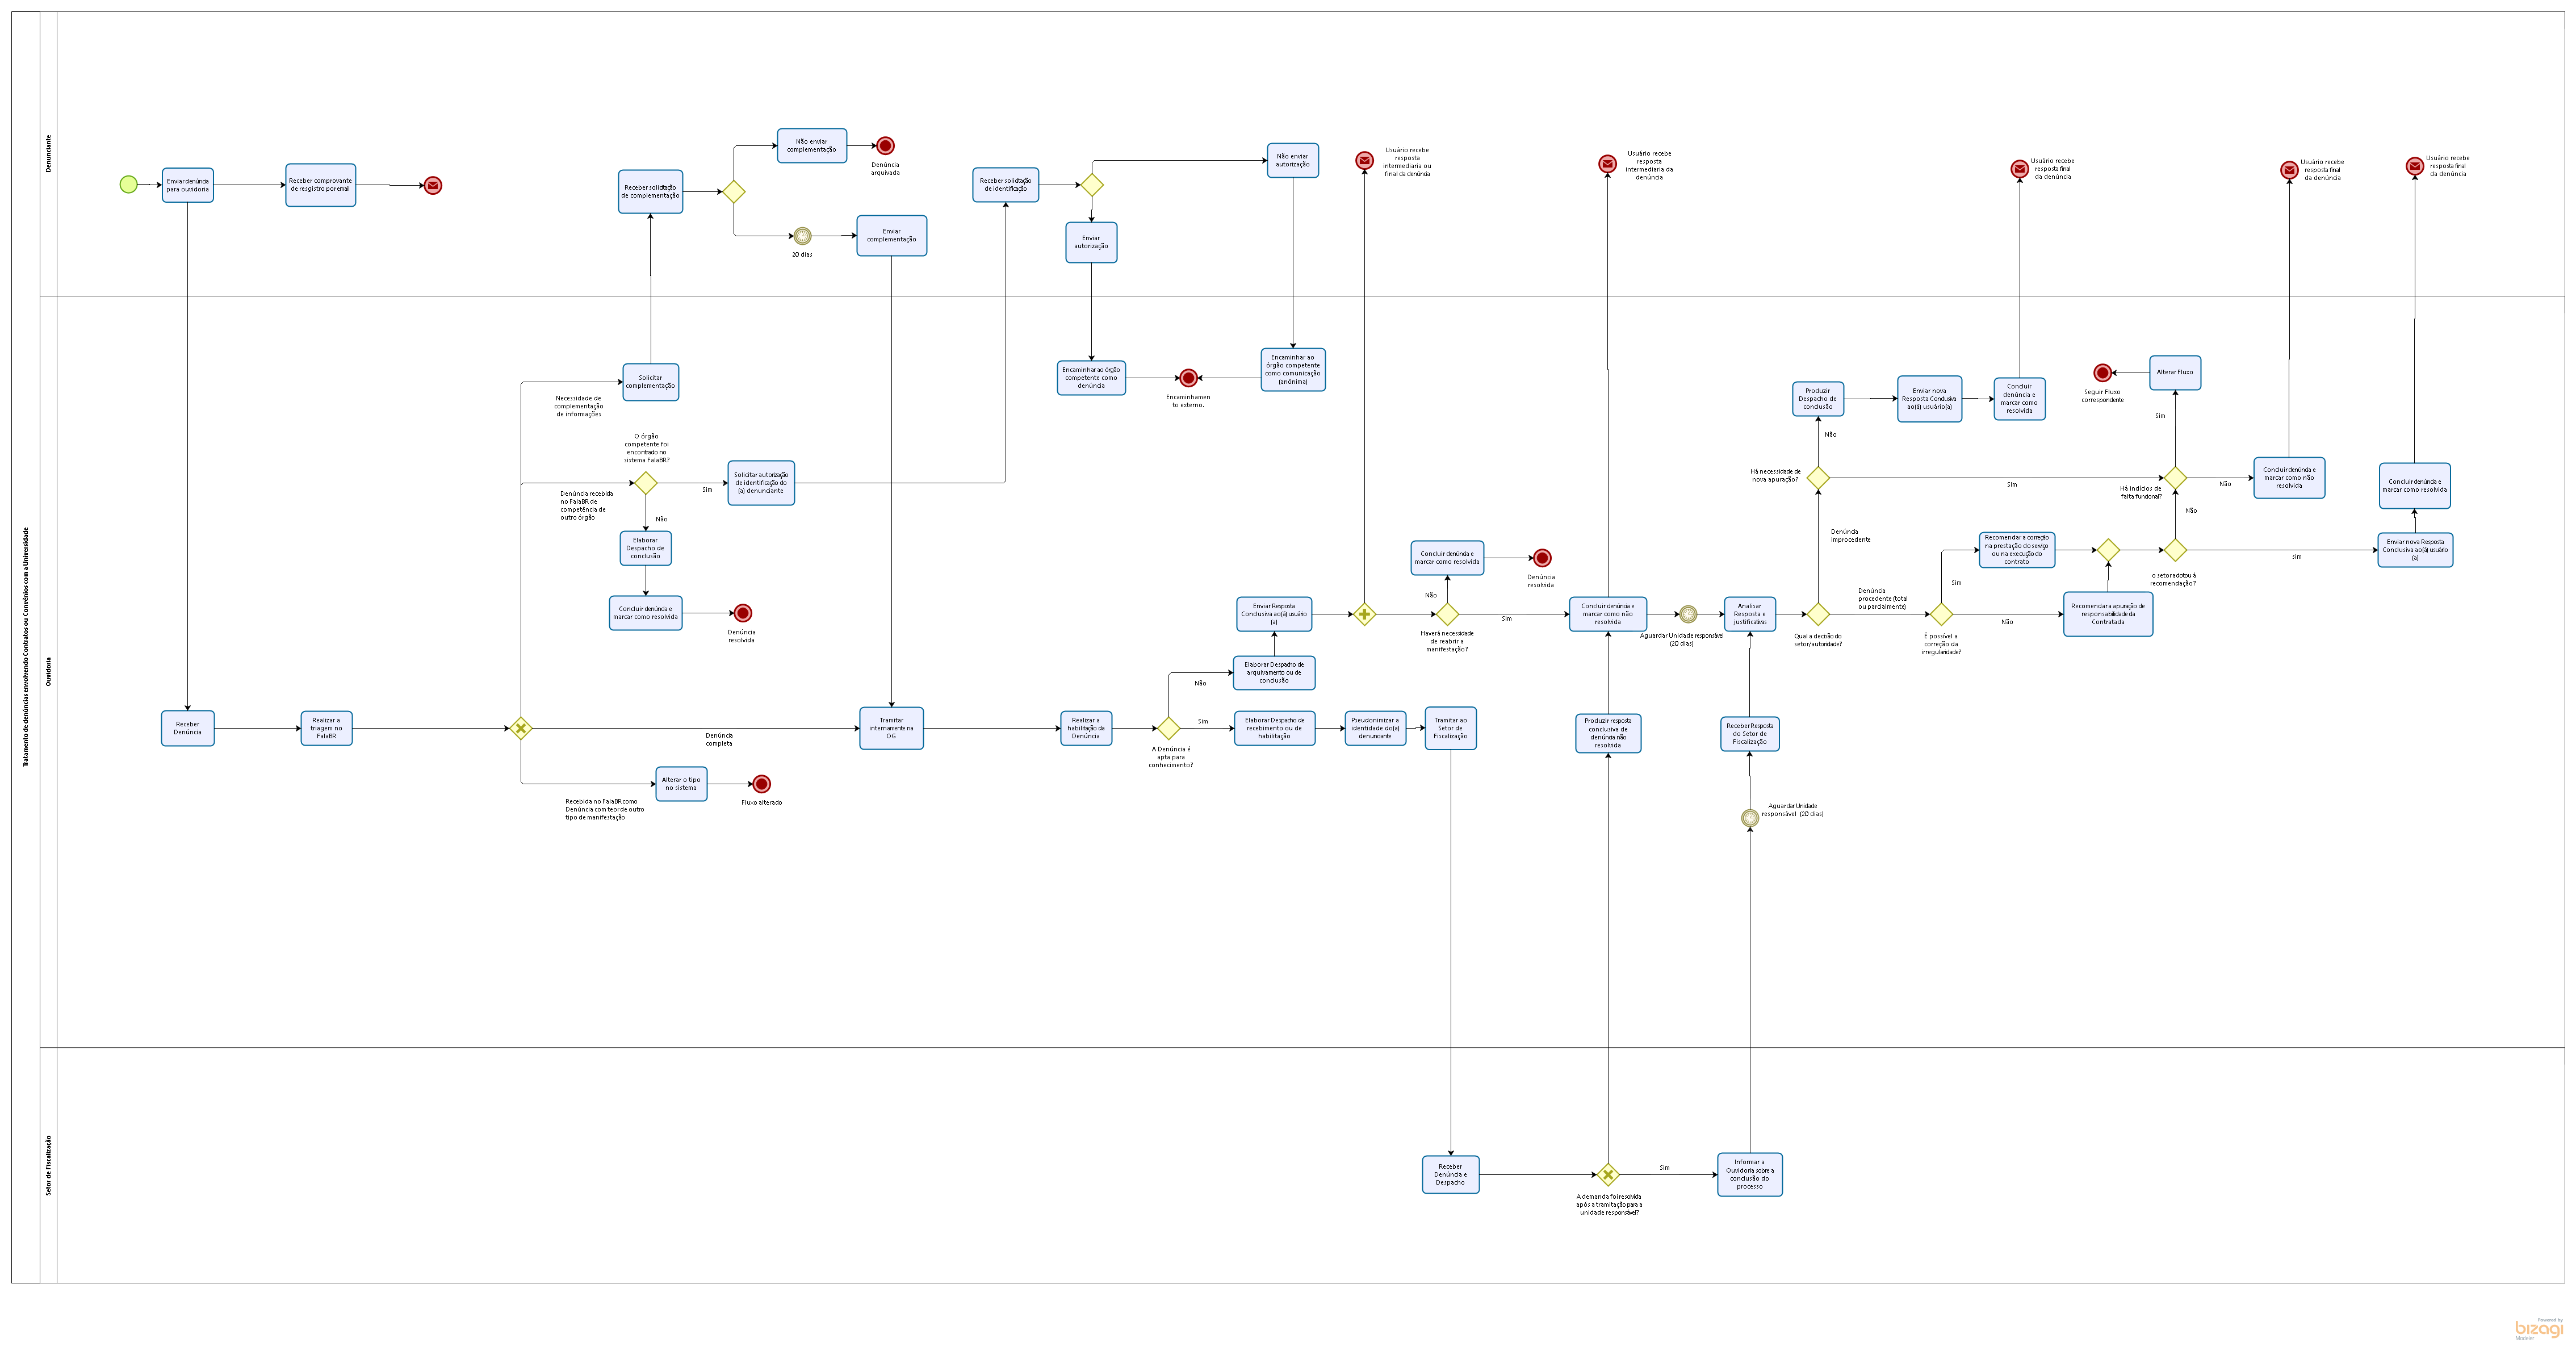 Tratamento de denúncias envolvendo Contratos ou Convênios com a Universidade
Denunciante
Enviar denúncia
para ouvidoria
Receber comprovante
de resgistro por email
Receber solicitação
de complementação
Não enviar
complementação
Denúncia
arquivada
20 dias
Enviar
complementação
Receber solicitação
de identificação
Enviar
autorização
Não enviar
autorização
Usuário recebe
resposta
intermediaria ou
final da denúncia
Usuário recebe
resposta
intermediaria da
denúncia
Usuário recebe
resposta final
da denúncia
Usuário recebe
resposta final
da denúncia
Usuário recebe
resposta final
da denúncia
Ouvidoria
Receber
Denúncia
Realizar a
triagem no
FalaBR
Necessidade de
complementação
de informações
Solicitar
complementação
Denúncia recebida
no FalaBR de
competência de
outro órgão
O órgão
competente foi
encontrado no
sistema FalaBR?
Sim
Solicitar autorização
de identificação do
(a) denunciante
Não
Elaborar
Despacho de
conclusão
Concluir denúncia e
marcar como resolvida
Denúncia
resolvida
Denúncia
completa
Recebida no FalaBR como
Denúncia com teor de outro
tipo de manifestação
Alterar o tipo
no sistema
Fluxo alterado
Tramitar
internamente na
OG
Encaminhar ao órgão
competente como
denúncia
Encaminhamen
to externo.
Encaminhar ao
órgão competente
como comunicação
(anônima)
Realizar a
habilitação da
Denúncia
A Denúncia é
apta para
conhecimento?
Não
Elaborar Despacho de
arquivamento ou de
conclusão
Enviar Resposta
Conclusiva ao(à) usuário
(a)
Sim
Elaborar Despacho de
recebimento ou de
habilitação
Pseudonimizar a
identidade do(a)
denunciante
Tramitar ao
Setor de
Fiscalização
Haverá necessidade
de reabrir a
manifestação?
Não
Concluir denúncia e
marcar como resolvida
Denúncia
resolvida
Sim
Concluir denúncia e
marcar como não
resolvida
Produzir resposta
conclusiva de
denúncia não
resolvida
Aguardar Unidade responsável
(20 dias)
Analisar
Resposta e
justificativas
Receber Resposta
do Setor de
Fiscalização
Aguardar Unidade
responsável (20 dias)
Qual a decisão do
setor/autoridade?
Denúncia
improcedente
Há necessidade de
nova apuração?
Não
Produzir
Despacho de
conclusão
Enviar nova
Resposta Conclusiva
ao(à) usuário(a)
Concluir
denúncia e
marcar como
resolvida
SIm
Denúncia
procedente (total
ou parcialmente)
É possível a
correção da
irregularidade?
Sim
Recomendar a correção
na prestação do serviço
ou na execução do
contrato
Não
Recomendar a apuração de
responsabilidade da
Contratada
o setor adotou à
recomendação?
Não
sim
Há indícios de
falta funcional?
Sim
Alterar Fluxo
Seguir Fluxo
correspondente
Não
Concluir denúncia e
marcar como não
resolvida
Enviar nova Resposta
Conclusiva ao(à) usuário
(a)
Concluir denúncia e
marcar como resolvida
Setor de Fiscalização
Receber
Denúncia e
Despacho
A demanda foi resolvida
após a tramitação para a
unidade responsável?
Sim
Informar a
Ouvidoria sobre a
conclusão do
processo
Powered by
bizagi
Modeler